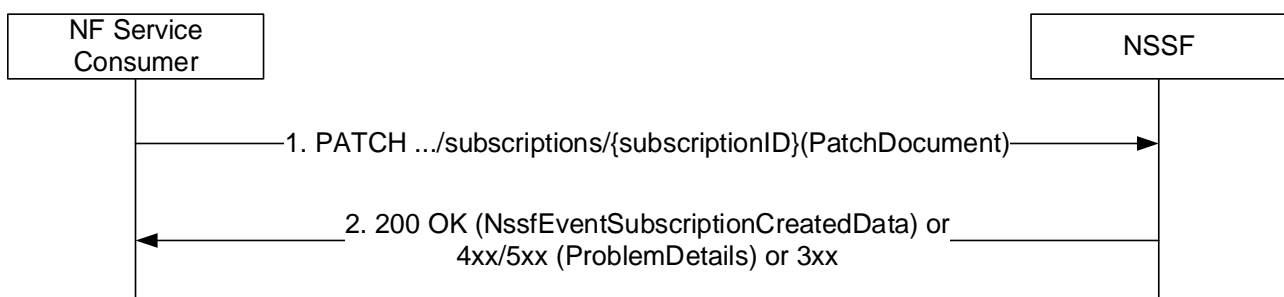 NF Service
Consumer
NSSF
1. PATCH .../subscriptions/{subscriptionID}(PatchDocument)
2. 200 OK (NssfEventSubscriptionCreatedData) or
4xx/5xx (ProblemDetails) or 3xx